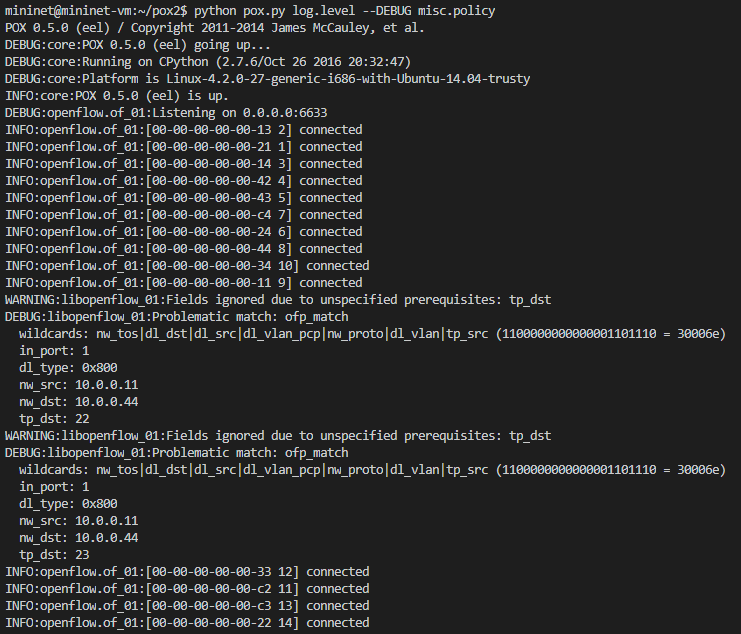 mininet@mininet-vm:~/pox2$ python pox.py log.level --DEBUG misc.policy
POX 0.5.0 (eel) / Copyright 2011-2014 James McCauley, et al.
DEBUG:core:POX 0.5.0 (eel) going up...
DEBUG:core:Running on CPython (2.7.6/Oct 26 2016 20:32:47)
DEBUG:core:Platform is Linux-4.2.0-27-generic-i686-with-Ubuntu-14.04-trusty
INFO:core:POX 0.5.0 (eel) is up.
DEBUG:openflow.of_01:Listening on 0.0.0.0:6633
INFO:openflow.of_01:[00-00-00-00-00-13 2] connected
INFO:openflow.of_01:[00-00-00-00-00-21 1] connected
INFO:openflow.of_01:[00-00-00-00-00-14 3] connected
INFO:openflow.of_01:[00-00-00-00-00-42 4] connected
INFO:openflow.of_01:[00-00-00-00-00-43 5] connected
INFO:openflow.of_01:[00-00-00-00-00-c4 7] connected
INFO:openflow.of_01:[00-00-00-00-00-24 6] connected
INFO:openflow.of_01:[00-00-00-00-00-44 8] connected
INFO:openflow.of_01:[00-00-00-00-00-34 10] connected
INFO:openflow.of_01:[00-00-00-00-00-11 9] connected
WARNING:libopenflow_01:Fields ignored due to unspecified prerequisites: tp_dst
DEBUG:libopenflow_01:Problematic match: ofp_match
  wildcards: nw_tos|dl_dst|dl_src|dl_vlan_pcp|nw_proto|dl_vlan|tp_src (110000000000001101110 = 30006e)
  in_port: 1
  dl_type: 0x800
  nw_src: 10.0.0.11
  nw_dst: 10.0.0.44
  tp_dst: 22
WARNING:libopenflow_01:Fields ignored due to unspecified prerequisites: tp_dst
DEBUG:libopenflow_01:Problematic match: ofp_match
  wildcards: nw_tos|dl_dst|dl_src|dl_vlan_pcp|nw_proto|dl_vlan|tp_src (110000000000001101110 = 30006e)
  in_port: 1
  dl_type: 0x800
  nw_src: 10.0.0.11
  nw_dst: 10.0.0.44
  tp_dst: 23
INFO:openflow.of_01:[00-00-00-00-00-33 12] connected
INFO:openflow.of_01:[00-00-00-00-00-c2 11] connected
INFO:openflow.of_01:[00-00-00-00-00-c3 13] connected
INFO:openflow.of_01:[00-00-00-00-00-22 14] connected